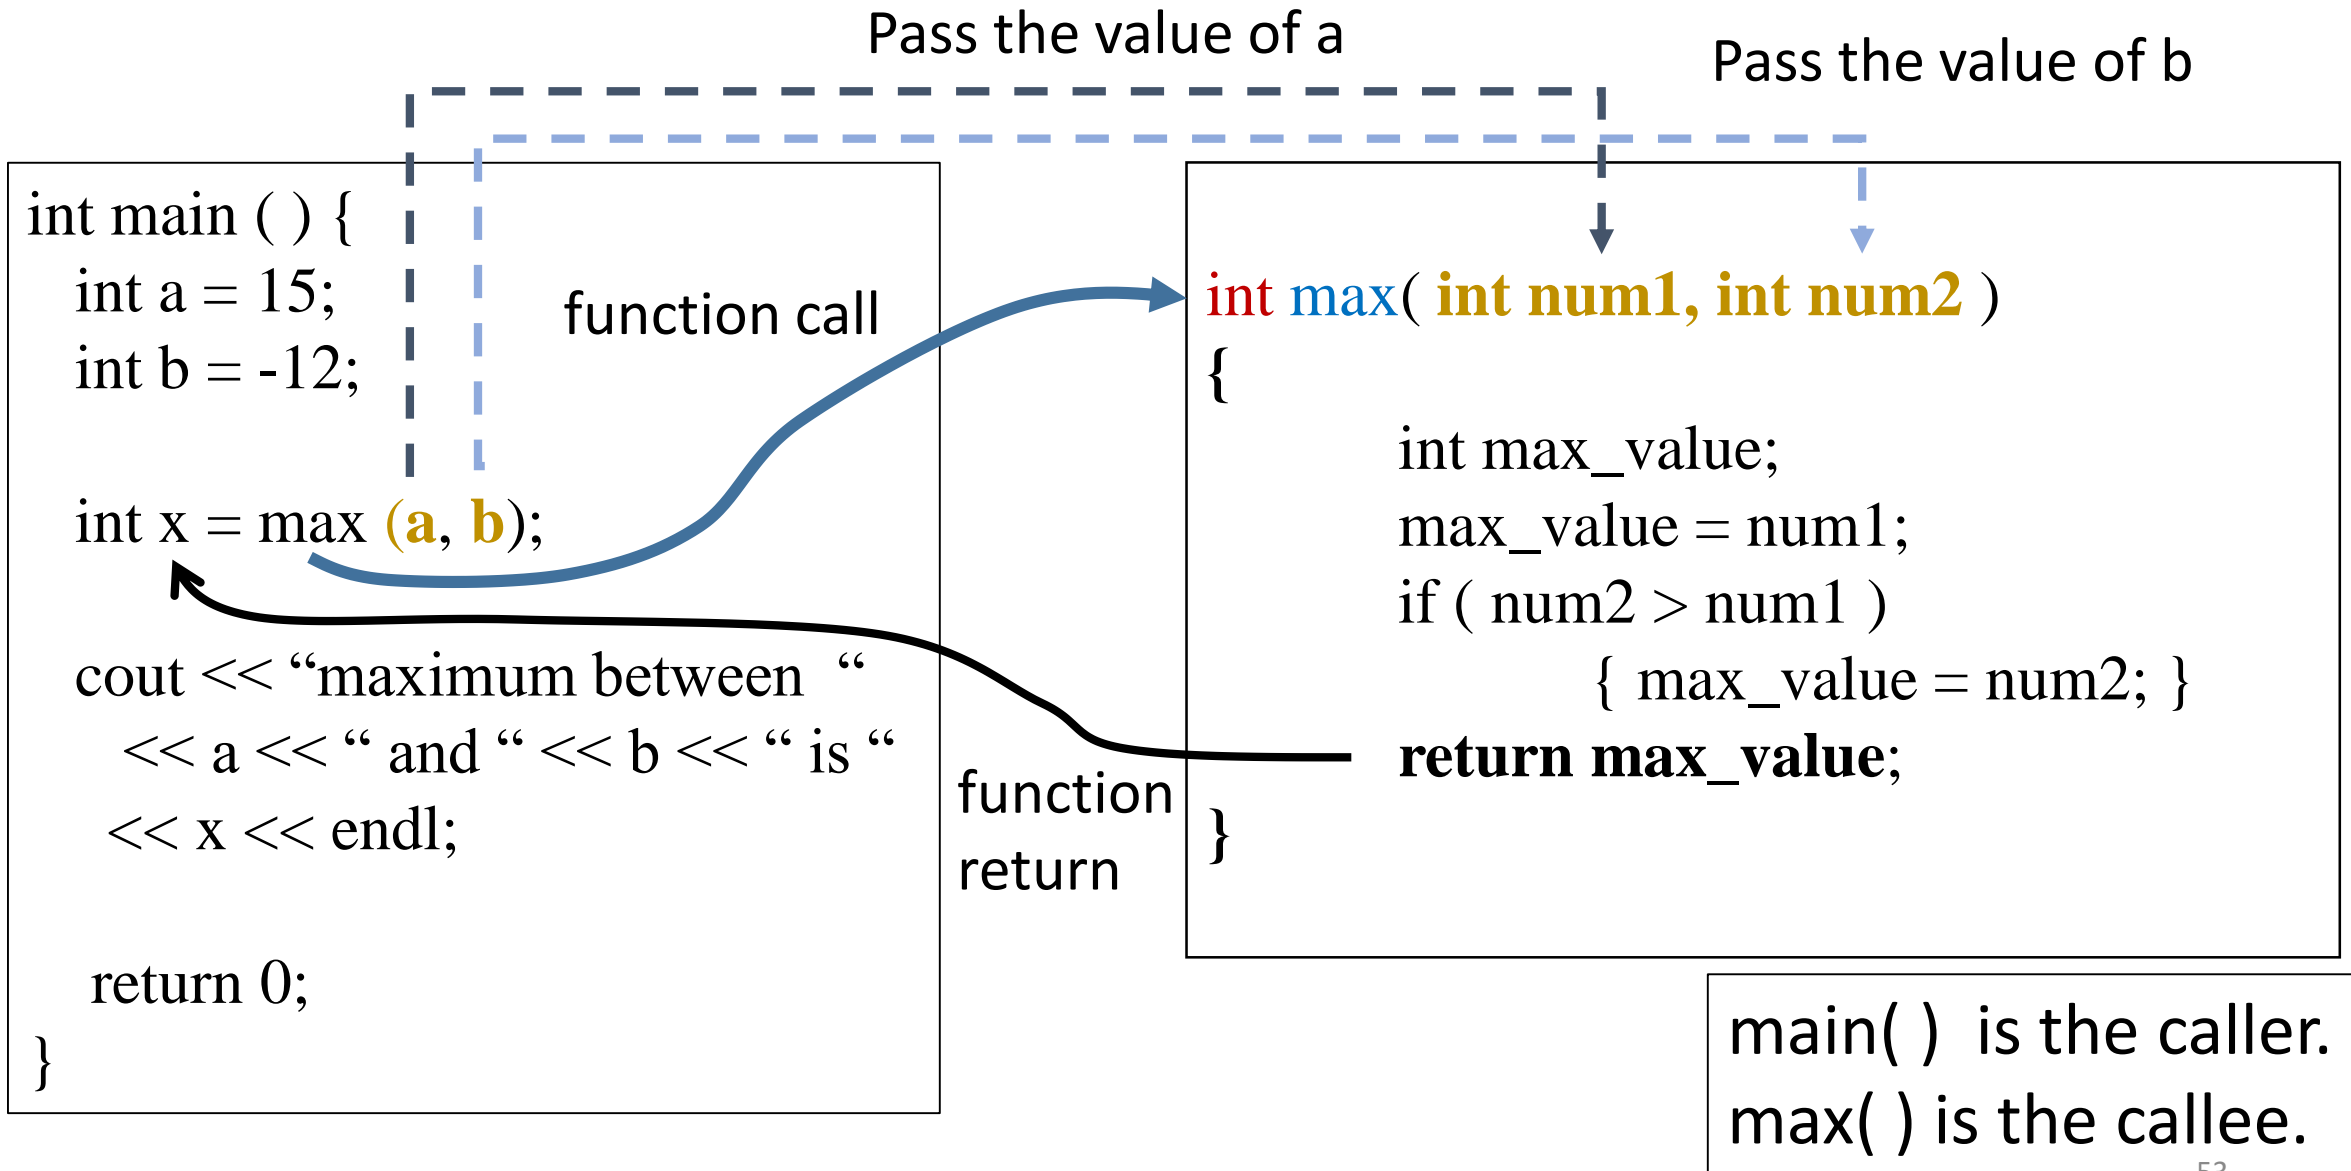 Pass the value of a
Pass the value of b
int main ( ) {
int a = 15;
int b = -12;
int x = max (a, b);
cout << “maximum between “
<< a << “ and “ << b << “ is “
<< x << endl;
return 0;
}
function call
function
return
int max( int num1, int num2 )
{
int max_value;
max_value = num1;
if ( num2 > num1 )
{ max_value = num2; }
return max_value;
}
main( ) is the caller.
max( ) is the callee.